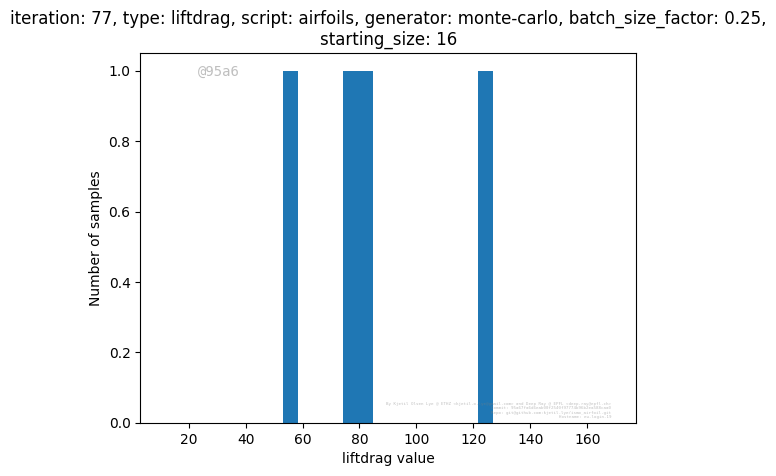 iteration: 77, type: liftdrag, script: airfoils, generator: monte-carlo, batch_size_factor: 0.25,
starting_size: 16
@95a6
1.0
0.8
0.6
0.4
0.2
0.0
Number of samples
20 40 60 80 100 120 140 160
liftdrag value